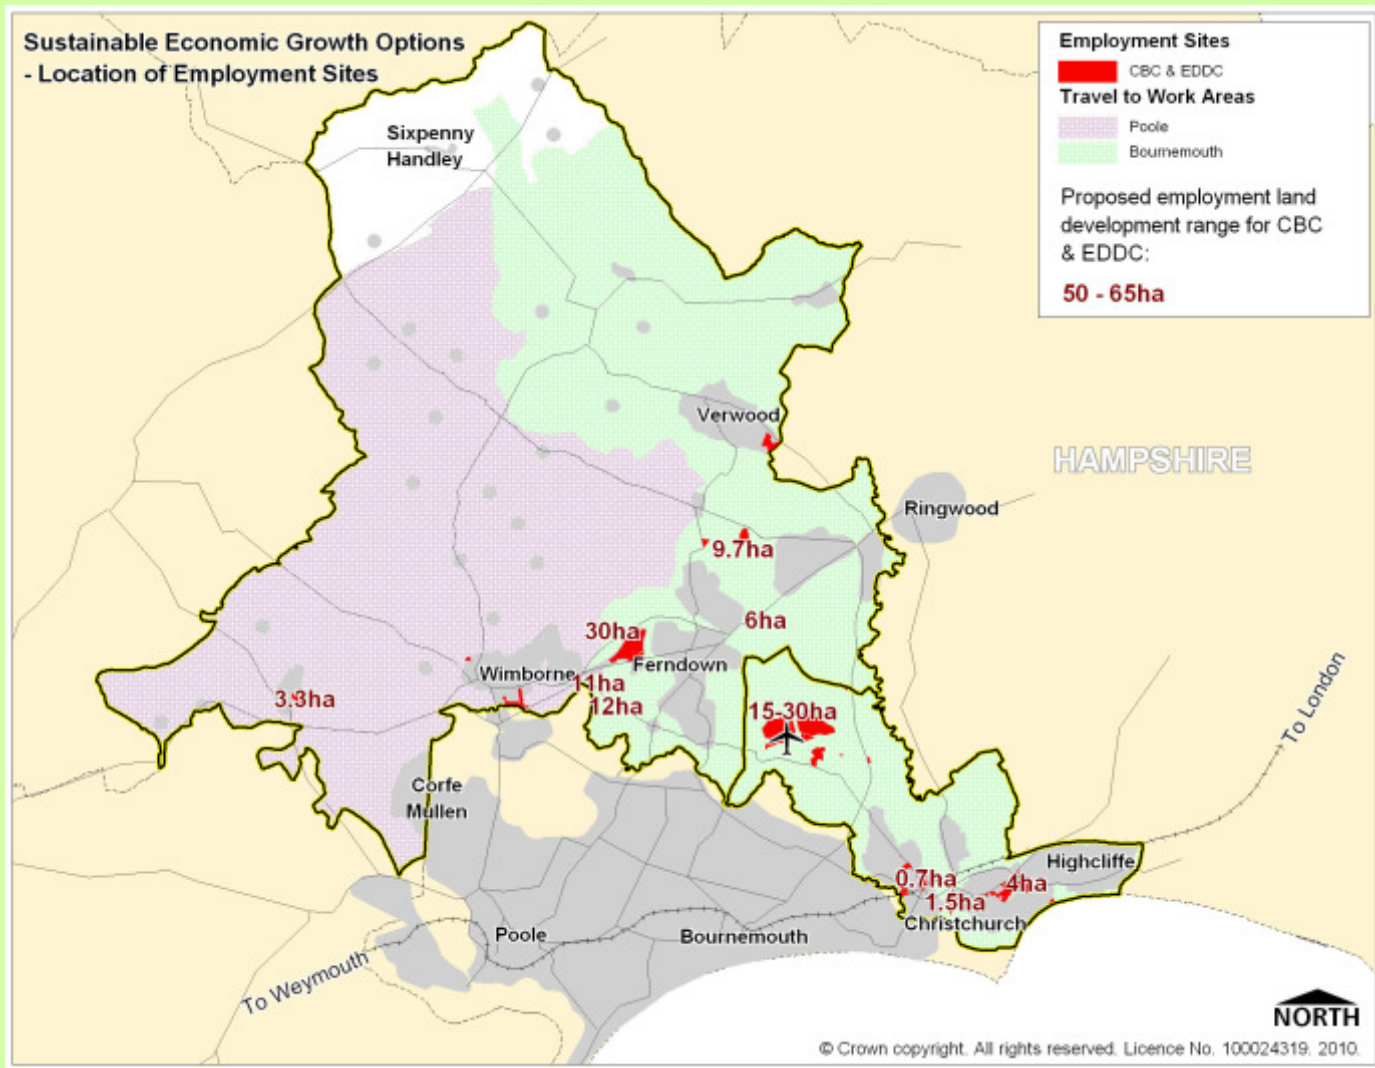 Sustainable Economic Growth Options
- Location of Employment Sites
Employment Sites
CBC & EDDC
Travel to Work Areas
Poole
Bournemouth
Proposed employment land
development range for CBC
& EDDC:
50 - 65ha
Sixpenny
Handley
Verwood
HAMPSHIRE
Ringwood
9.7ha
6ha
30ha
Ferndown
Wimborne
11ha
12ha
3.3ha
15-30ha
To London
Corfe
Mullen
Highcliffe
0.7ha
4ha
1.5ha
Christchurch
Poole
Bournemouth
To Weymouth
NORTH
© Crown copyright. All rights reserved. Licence No. 100024319. 2010.